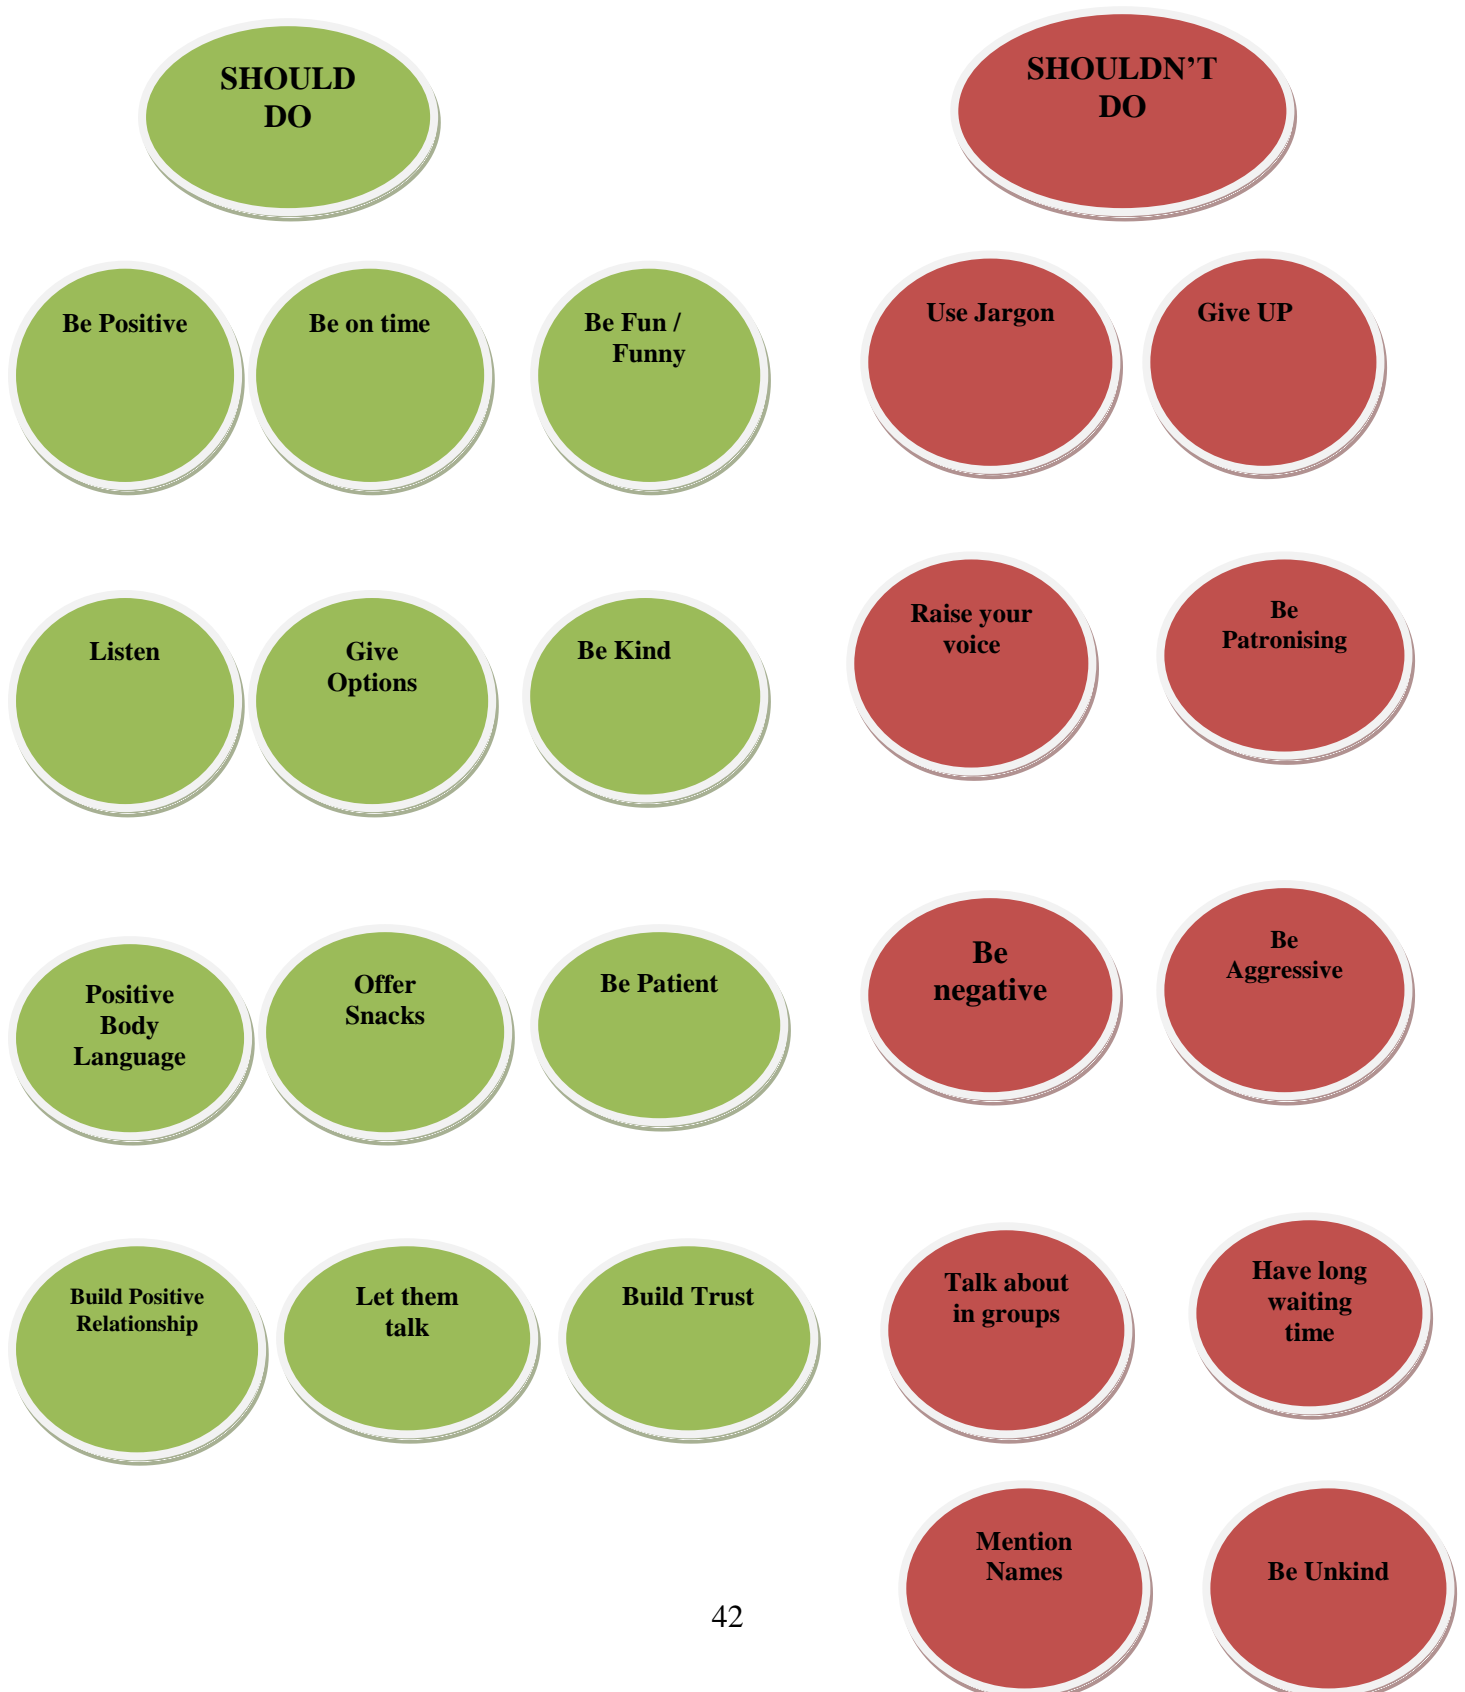 SHOULD
DO
SHOULDN'T
DO
Be Positive
Be on time
Be Fun /
Funny
Use Jargon
Give UP
Listen
Give
Options
Be Kind
Raise your
voice
Be
Patronising
Positive
Body
Language
Offer
Snacks
Be Patient
Be
negative
Be
Aggressive
Build Positive
Relationship
Let them
talk
Build Trust
Talk about
in groups
Have long
waiting
time
Mention
Names
Be Unkind
42